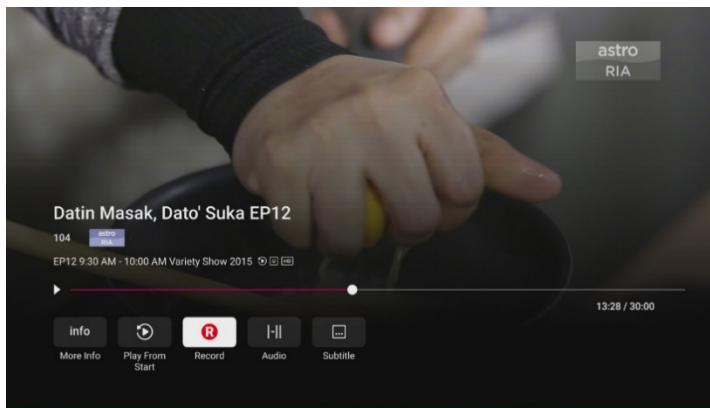 astro
RIA
Datin Masak, Dato' Suka EP12
104 astro
RIA
EP12 9:30 AM - 10:00 AM Variety Show 2015 U HD
13:28 / 30:00
info R
More Info Play From Start Record Audio Subtitle